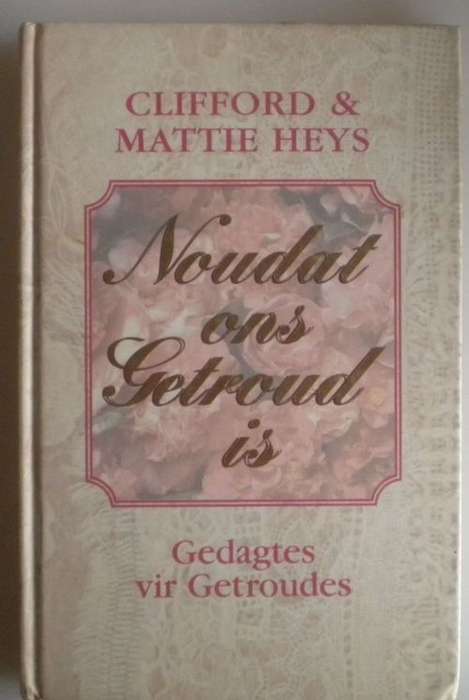 CLIFFORD &
MATTIE HEYS
Noudat
ons
Getroud
is
Gedagtes
vir Getroudes